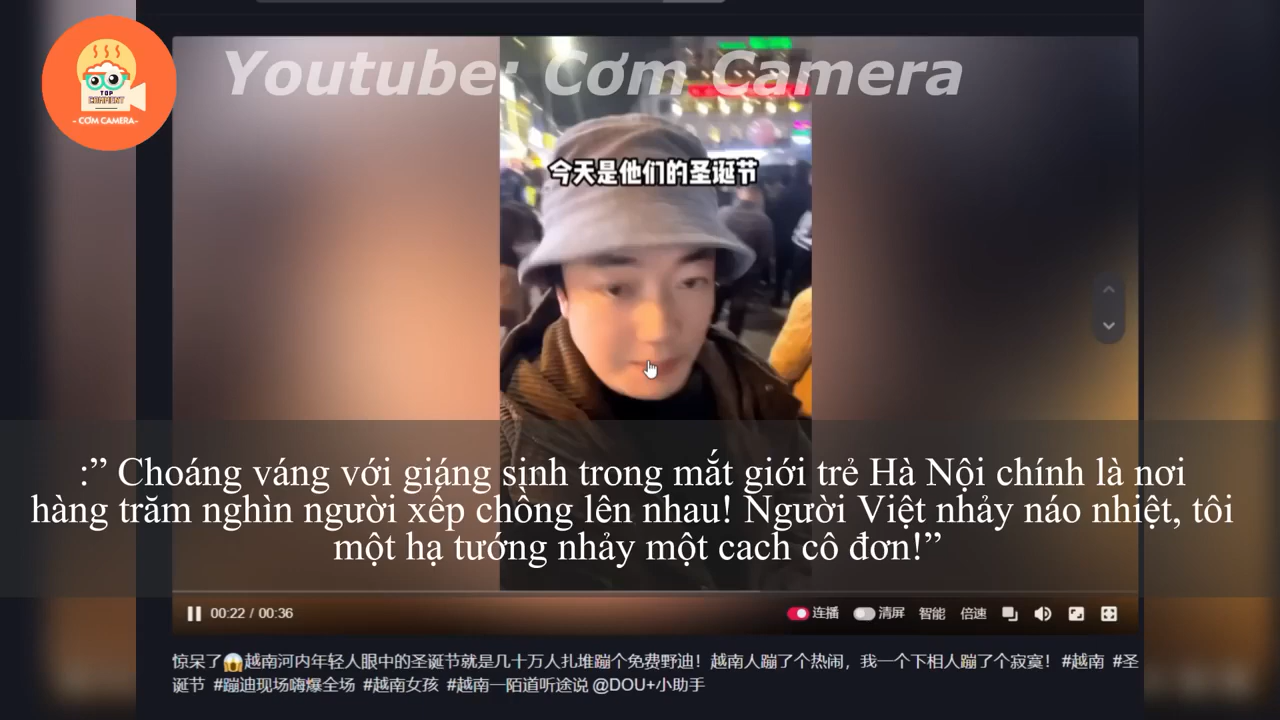 Youtube: Cơm Camera
TOP
COMMENT
- CƠM CAMERA-
今天是他们的圣诞节
:” Choáng váng với giáng sinh trong mắt giới trẻ Hà Nội chính là nơi
hàng trăm nghìn người xếp chồng lên nhau! Người Việt nhảy náo nhiệt, tôi
một hạ tướng nhảy một cach cô đơn!”
00:22 / 00:36
连播
清屏
智能
倍速
惊呆了😱越南河内年轻人眼中的圣诞节就是几十万人扎堆蹦个免费野迪！越南人蹦了个热闹，我一个下相人蹦了个寂寞！#越南 #圣
诞节 #蹦迪现场嗨爆全场 #越南女孩 #越南一陌道听途说 @DOU+小助手